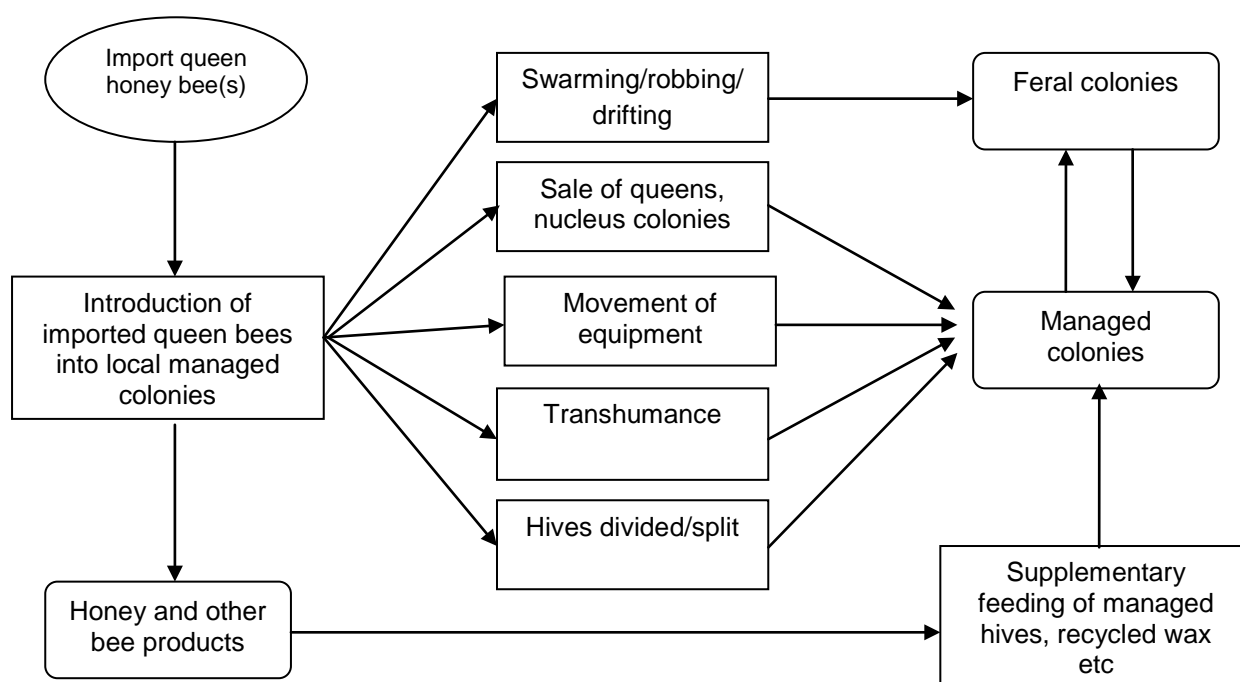 Import queen
honey bee(s)
Introduction of
imported queen bees
into local managed
colonies
Honey and other
bee products
Swarming/robbing/
drifting
Sale of queens,
nucleus colonies
Movement of
equipment
Transhumance
Hives divided/split
Feral colonies
Managed
colonies
Supplementary
feeding of managed
hives, recycled wax
etc